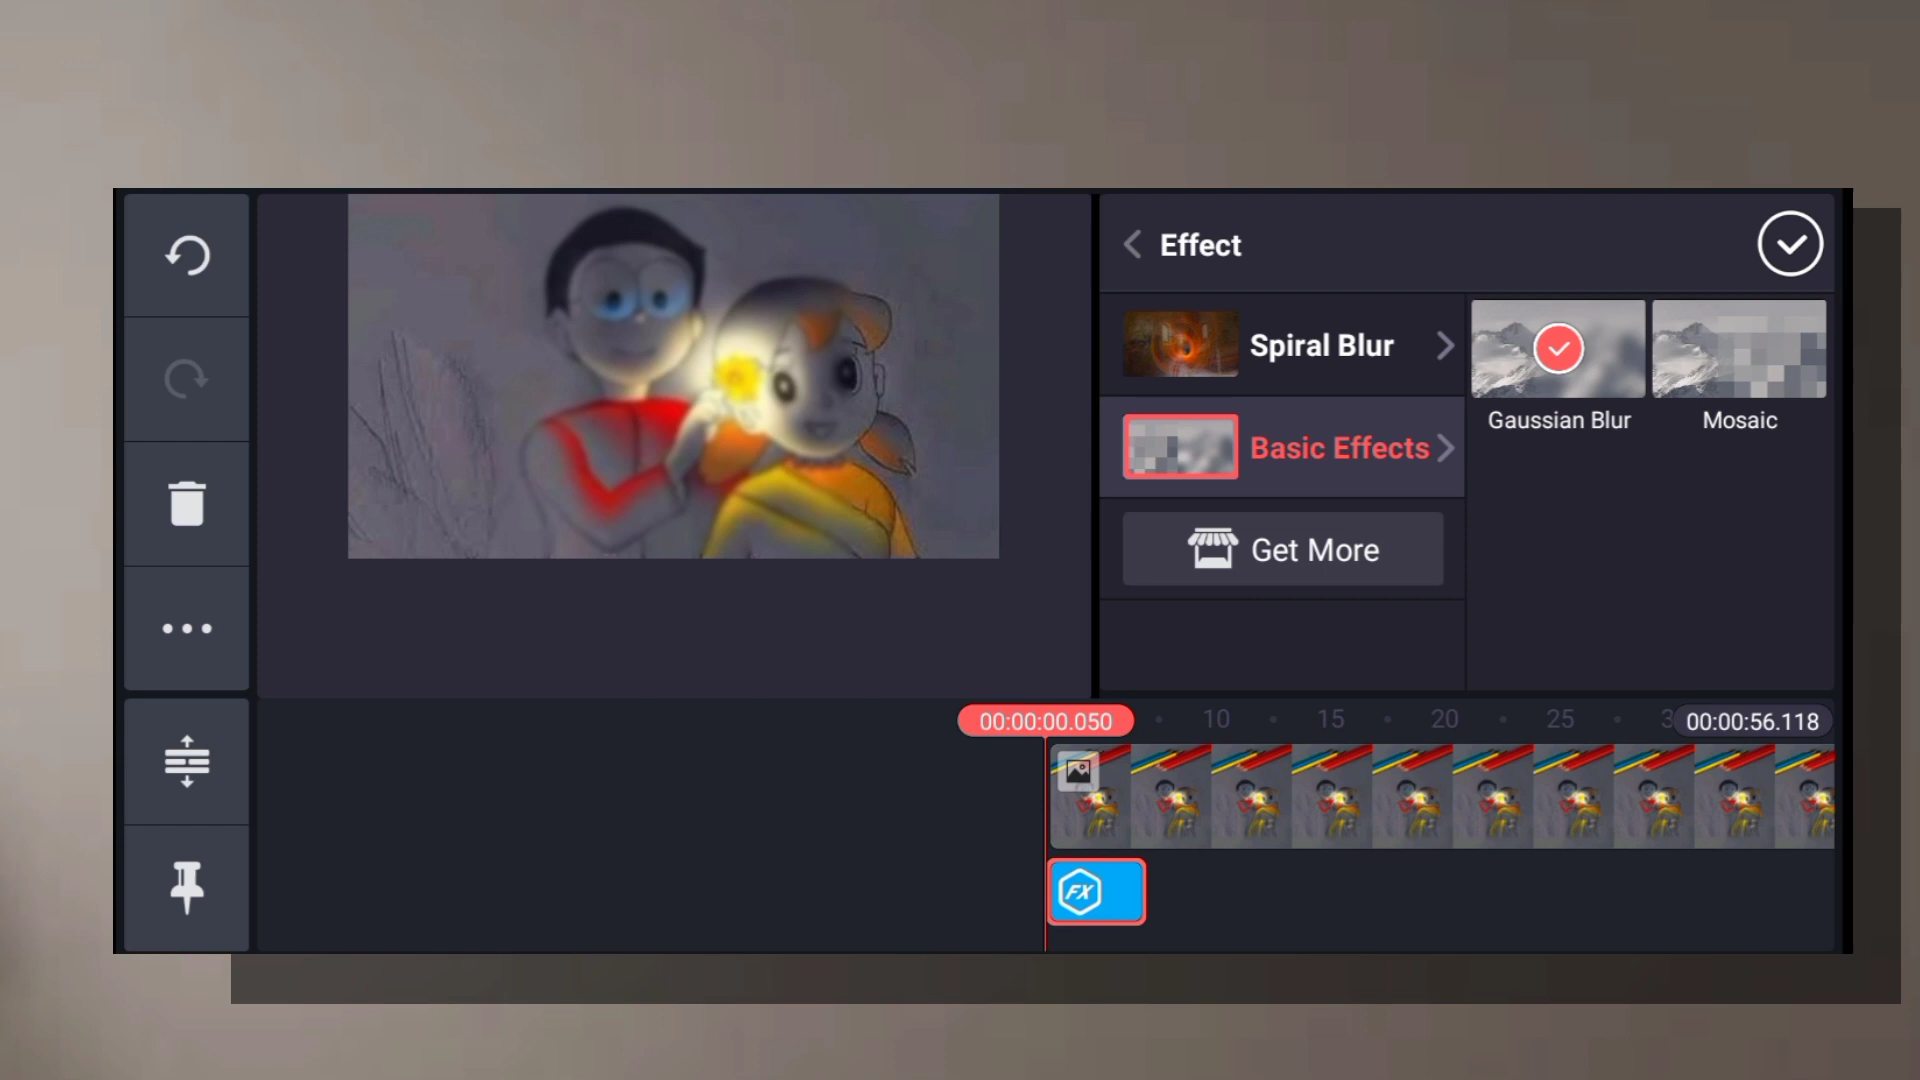 Effect
Spiral Blur
Basic Effects
Get More
Gaussian Blur
Mosaic
00:00:00.050
10
15
20
25
3
00:00:56.118
FX